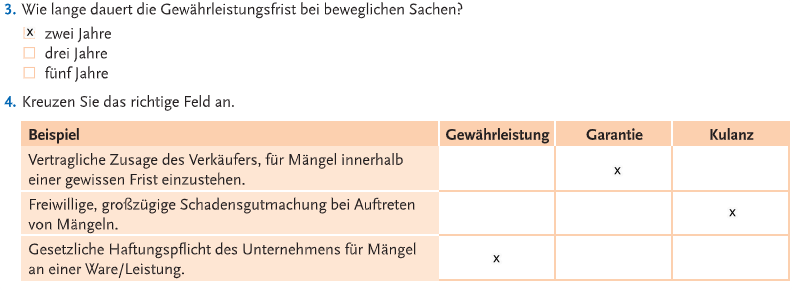 3. Wie lange dauert die Gewährleistungsfrist bei beweglichen Sachen?
x zwei Jahre
drei Jahre
fünf Jahre
4. Kreuzen Sie das richtige Feld an.
Beispiel Gewährleistung Garantie Kulanz
Vertragliche Zusage des Verkäufers, für Mängel innerhalb
einer gewissen Frist einzustehen.
x
Freiwillige, großzügige Schadensgutmachung bei Auftreten
von Mängeln.
x
Gesetzliche Haftungspflicht des Unternehmens für Mängel
an einer Ware/Leistung.
x